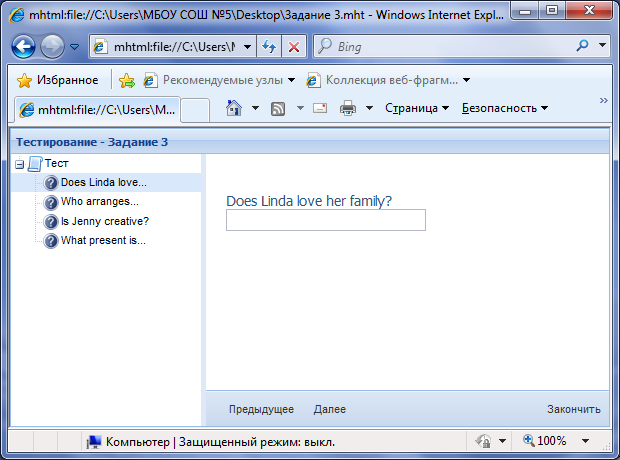 mhtml:file://C:\Users\МБОУ СОШ №5\Desktop\Задание 3.mht - Windows Internet Expl...
mhtml:file://C:\Users\M
Bing
Избранное
Рекомендуемые узлы
Коллекция веб-фрагм...
mhtml:file://C:\Users\M...
Страница
Безопасность
»
Тестирование - Задание 3
Тест
Does Linda love...
Who arranges...
Is Jenny creative?
What present is...
Does Linda love her family?
Предыдущее
Далее
Закончить
Компьютер | Защищенный режим: выкл.
100%